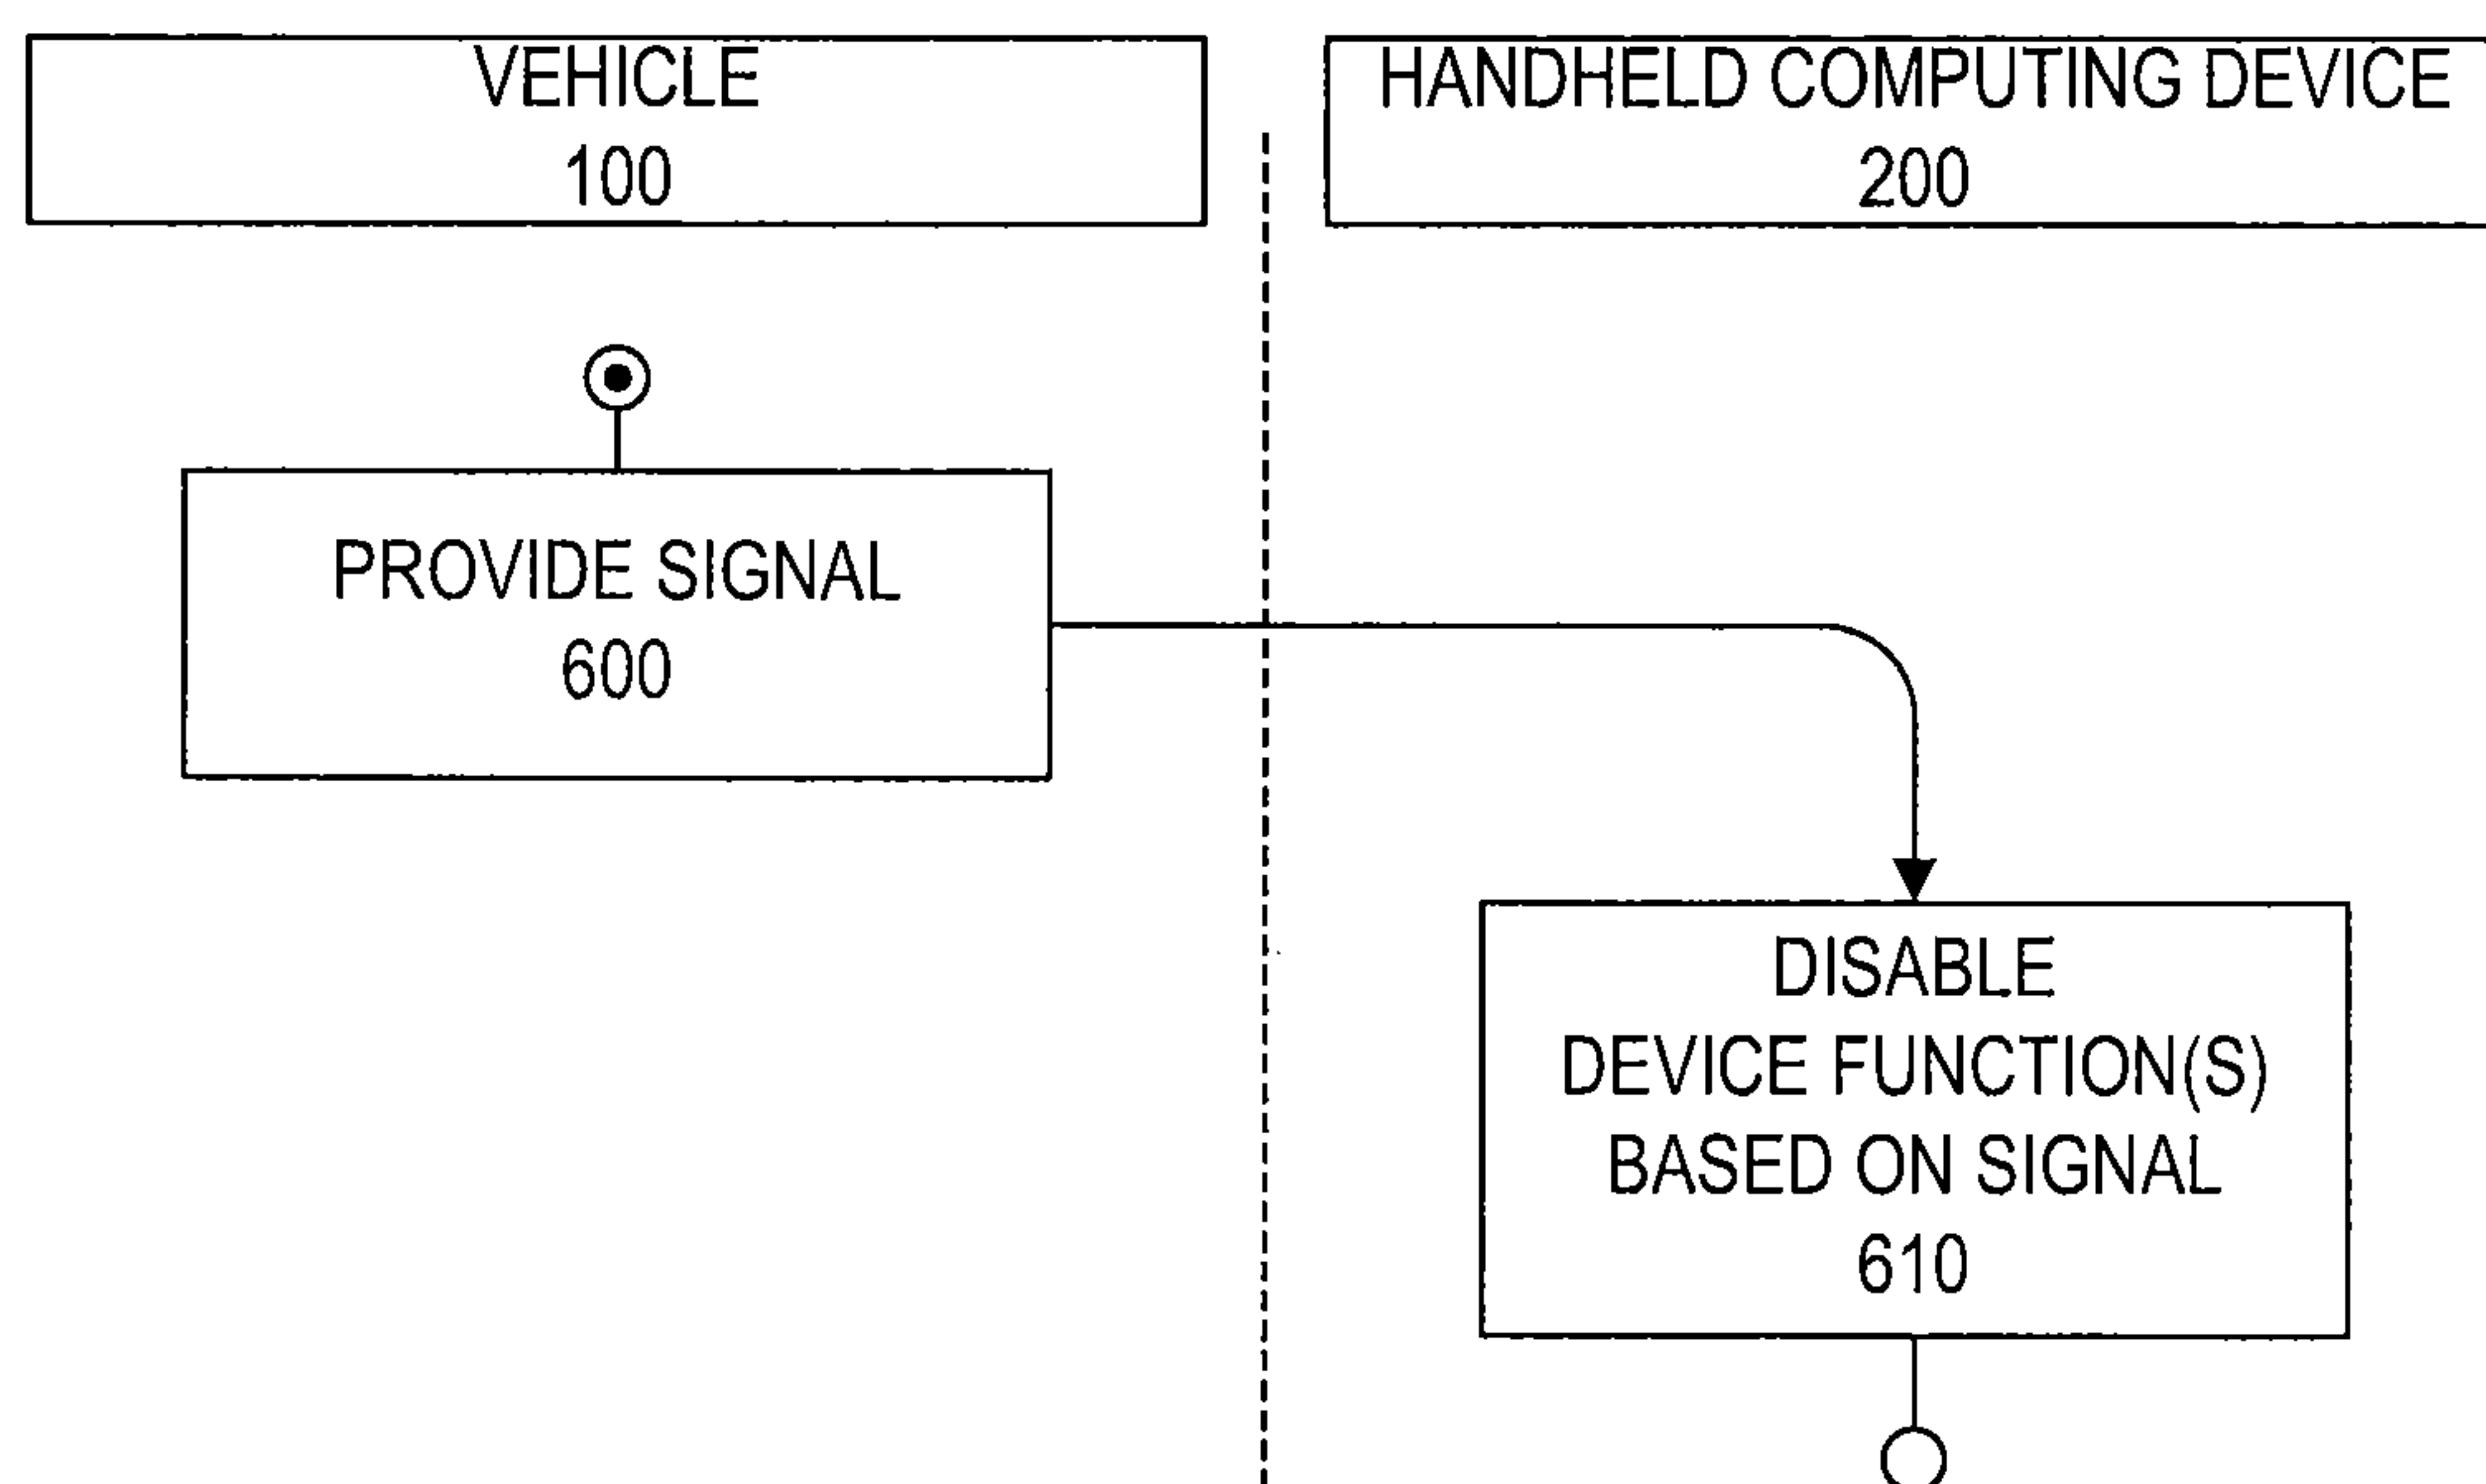 VEHICLE
100
HANDHELD COMPUTING DEVICE
200
PROVIDE SIGNAL
600
DISABLE
DEVICE FUNCTION(S)
BASED ON SIGNAL
610